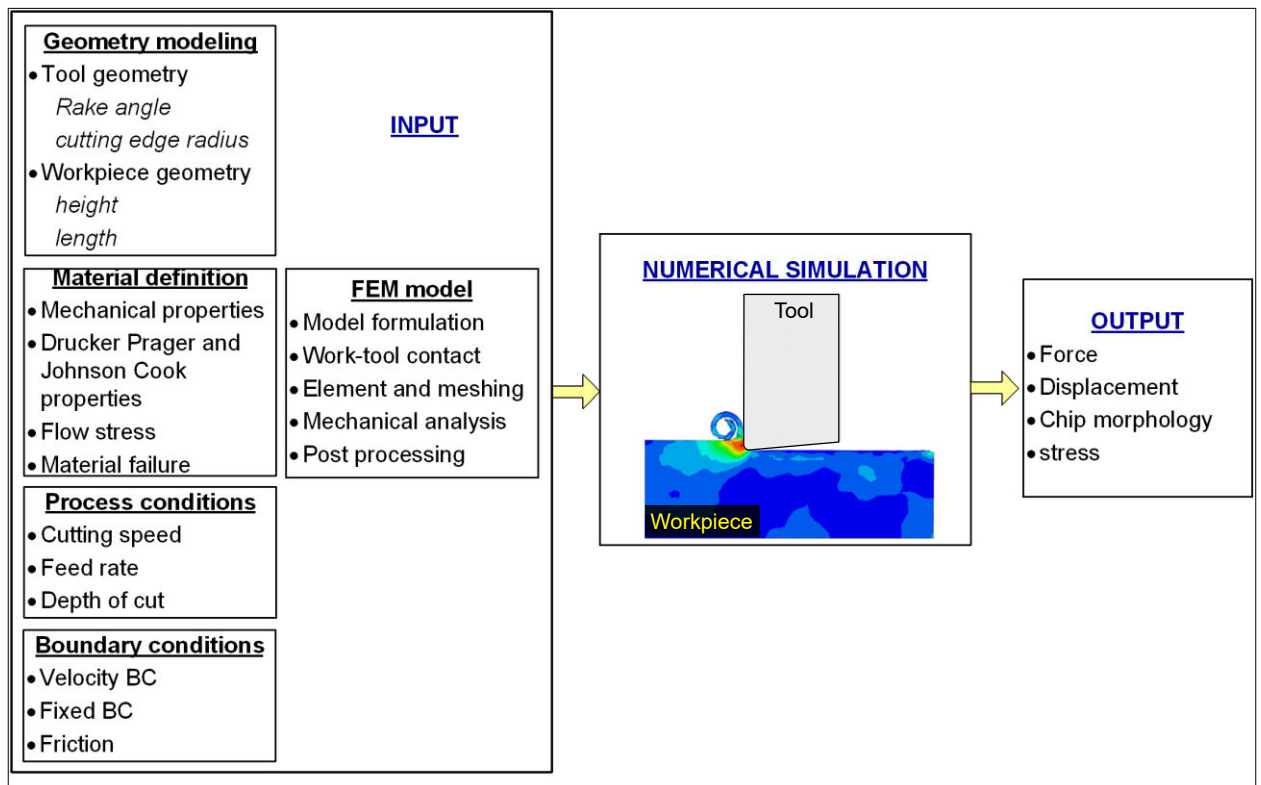 Geometry modeling
• Tool geometry
Rake angle
cutting edge radius
• Workpiece geometry
height
length
INPUT
Material definition
• Mechanical properties
• Drucker Prager and
Johnson Cook
properties
• Flow stress
• Material failure
Process conditions
• Cutting speed
• Feed rate
• Depth of cut
Boundary conditions
• Velocity BC
• Fixed BC
• Friction
FEM model
• Model formulation
• Work-tool contact
• Element and meshing
• Mechanical analysis
• Post processing
NUMERICAL SIMULATION
Tool
Workpiece
OUTPUT
• Force
• Displacement
• Chip morphology
• stress